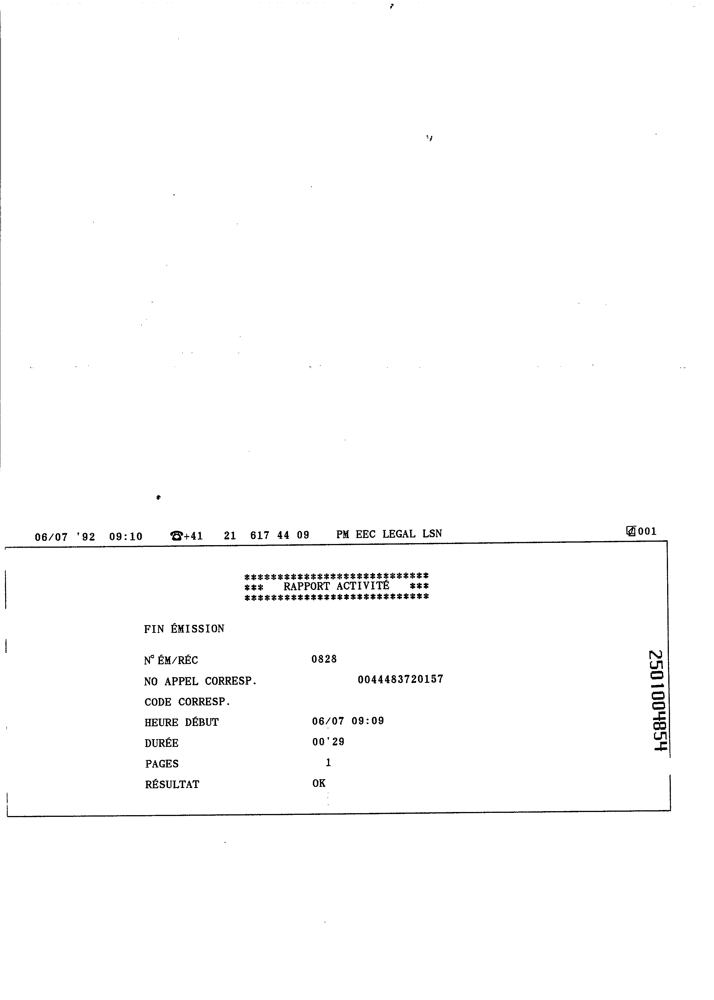 06/07 '92 09:10 ☎+41 21 617 44 09 PM EEC LEGAL LSN 001
****************************
*** RAPPORT ACTIVITÉ ***
****************************
FIN ÉMISSION
N° ÉM/RÉC 0828
NO APPEL CORRESP. 0044483720157
CODE CORRESP.
HEURE DÉBUT 06/07 09:09
DURÉE 00'29
PAGES 1
RÉSULTAT OK
2501004854